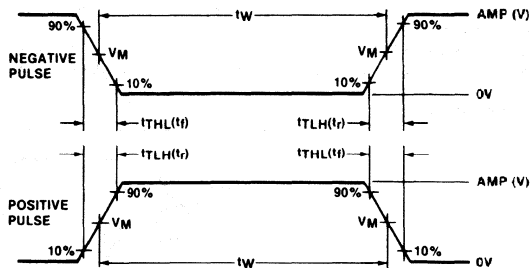 tW
AMP (V)
90%
90%
NEGATIVE
PULSE
VM
VM
10%
10%
0V
tTHL(tf)
tTLH(tr)
tTLH(tr)
tTHL(tf)
AMP (V)
90%
90%
POSITIVE
PULSE
VM
VM
10%
10%
tW
0V